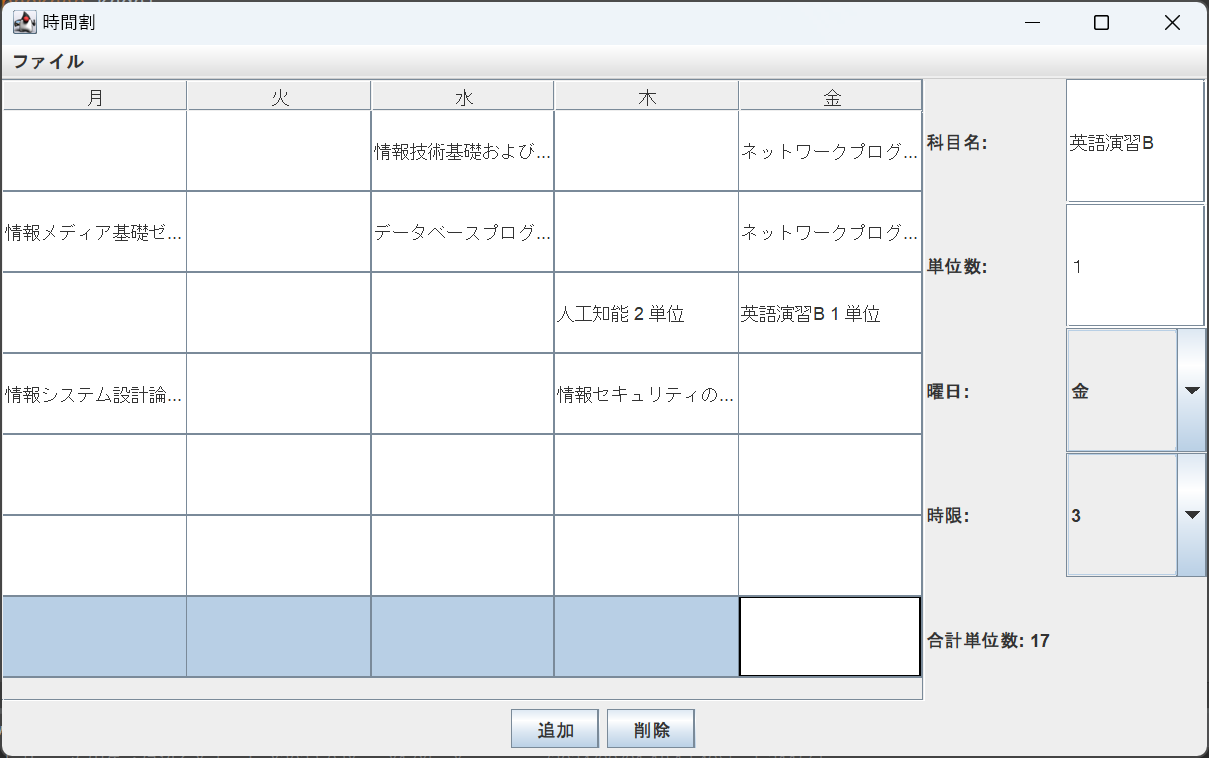 時間割
ファイル
月 火 水 木 金
情報技術基礎および... ネットワークプログ...
情報メディア基礎ゼ... データベースプログ... ネットワークプログ...
人工知能 2 単位 英語演習B 1 単位
情報システム設計論... 情報セキュリティの...
科目名: 英語演習B
単位数: 1
曜日: 金
時限: 3
合計単位数: 17
追加 削除